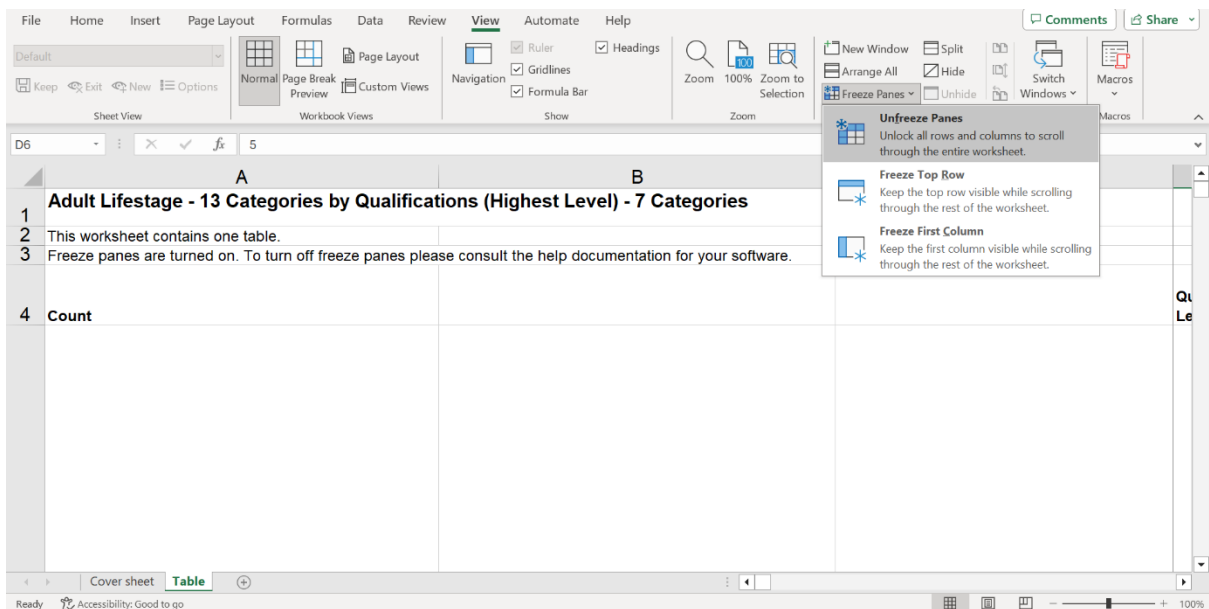 File Home Insert Page Layout Formulas Data Review View Automate Help Comments Share
Default
Keep Exit New Options
Sheet View
Normal
Page Break Preview
Page Layout
Custom Views
Workbook Views
Navigation
Ruler
Gridlines
Formula Bar
Headings
Show
Zoom
100%
100
Zoom to Selection
Zoom
New Window
Arrange All
Freeze Panes
Split
Hide
Unhide
Switch Windows
Macros
Macros
Unfreeze Panes
Unlock all rows and columns to scroll
through the entire worksheet.
Freeze Top Row
Keep the top row visible while scrolling
through the rest of the worksheet.
Freeze First Column
Keep the first column visible while scrolling
through the rest of the worksheet.
D6 fx 5
A B
1 Adult Lifestage - 13 Categories by Qualifications (Highest Level) - 7 Categories
2 This worksheet contains one table.
3 Freeze panes are turned on. To turn off freeze panes please consult the help documentation for your software.
4 Count
Le
Cover sheet Table
Ready Accessibility: Good to go 100%